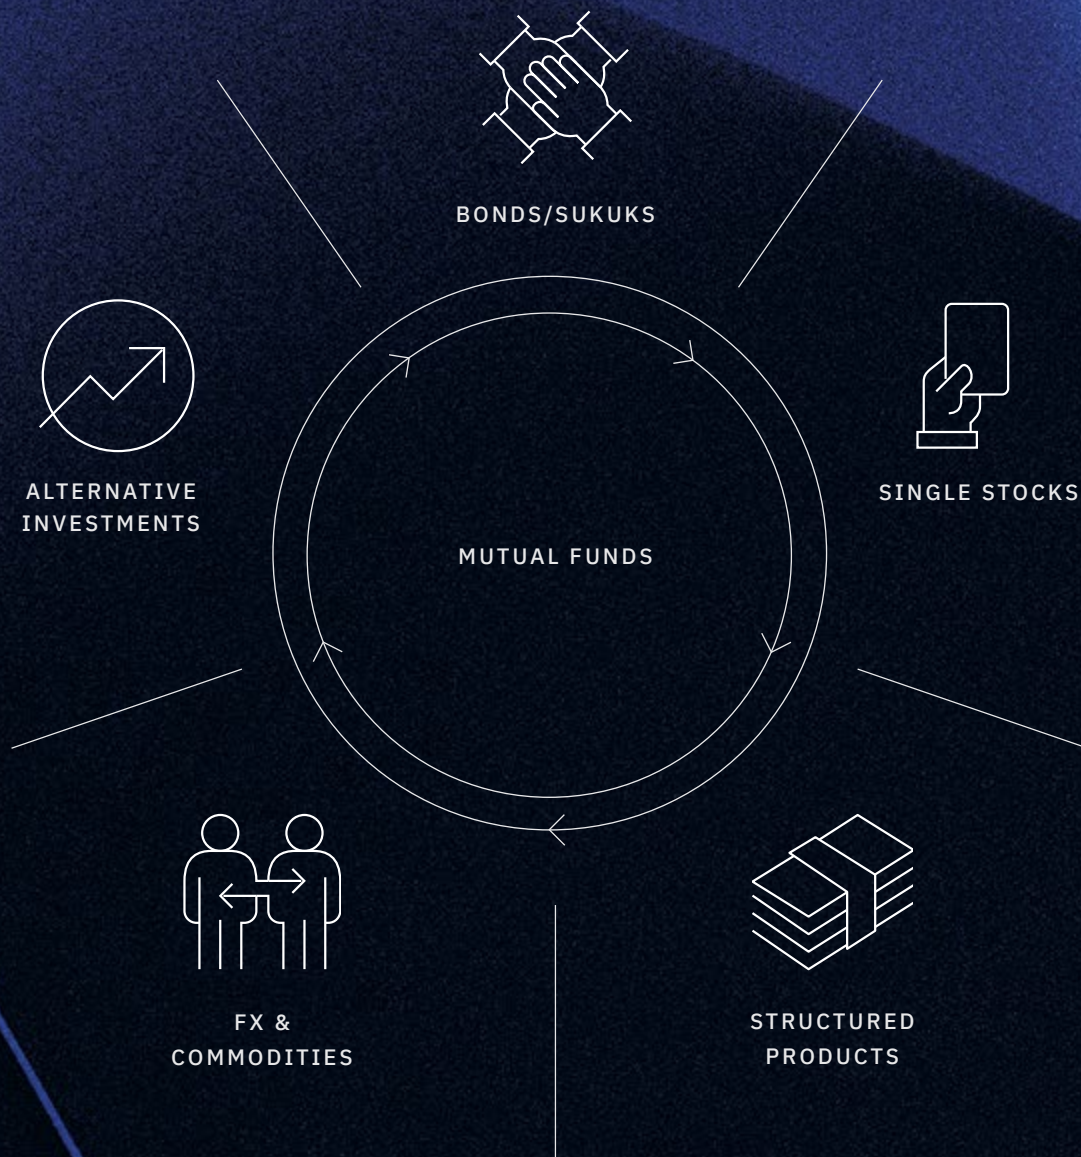 BONDS/SUKUKS
ALTERNATIVE
INVESTMENTS
SINGLE STOCKS
MUTUAL FUNDS
FX &
COMMODITIES
STRUCTURED
PRODUCTS